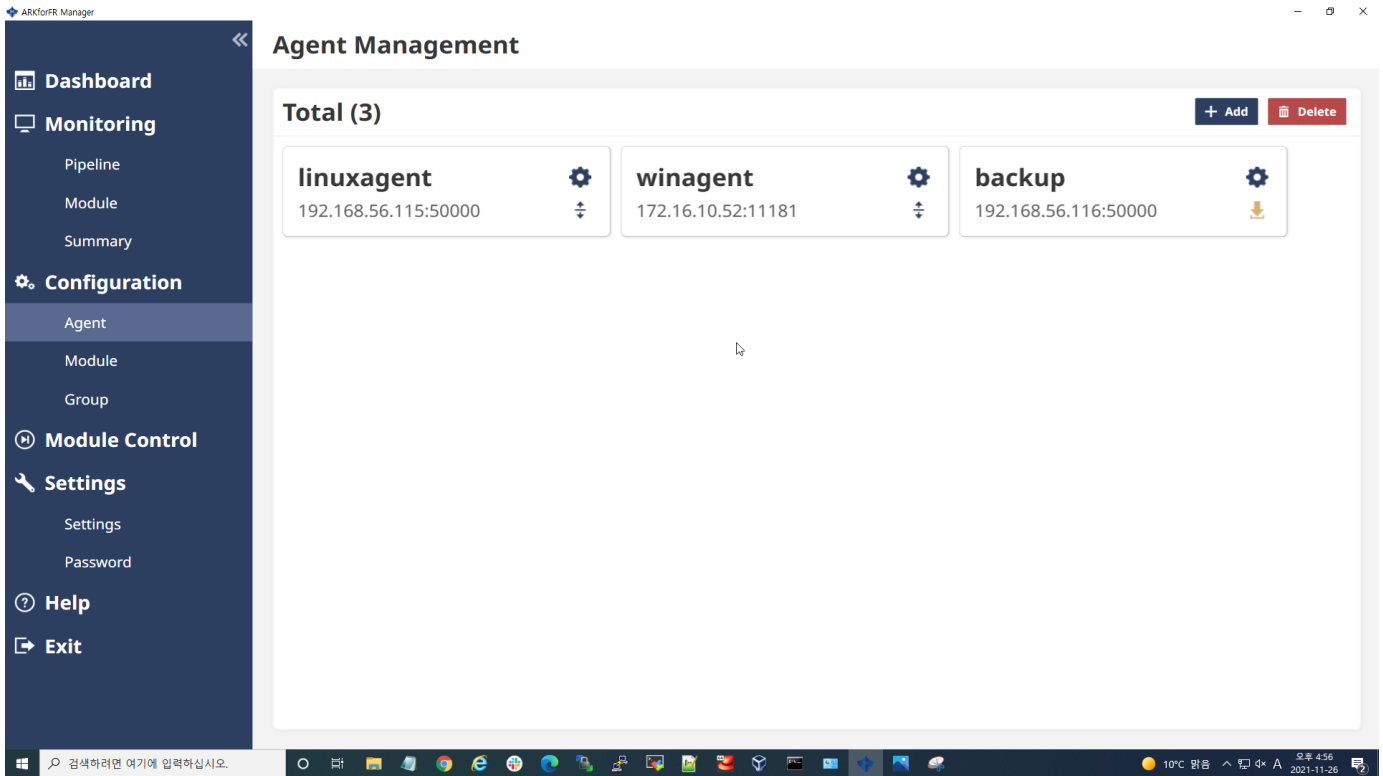 ARKforFR Manager
Agent Management
Dashboard
Monitoring
Pipeline
Module
Summary
Configuration
Agent
Module
Group
Module Control
Settings
Settings
Password
Help
Exit
Total (3)
Add
Delete
linuxagent
192.168.56.115:50000
winagent
172.16.10.52:11181
backup
192.168.56.116:50000
검색하려면 여기에 입력하십시오.
10°C 맑음
A
오후 4:56
2021-11-26
2